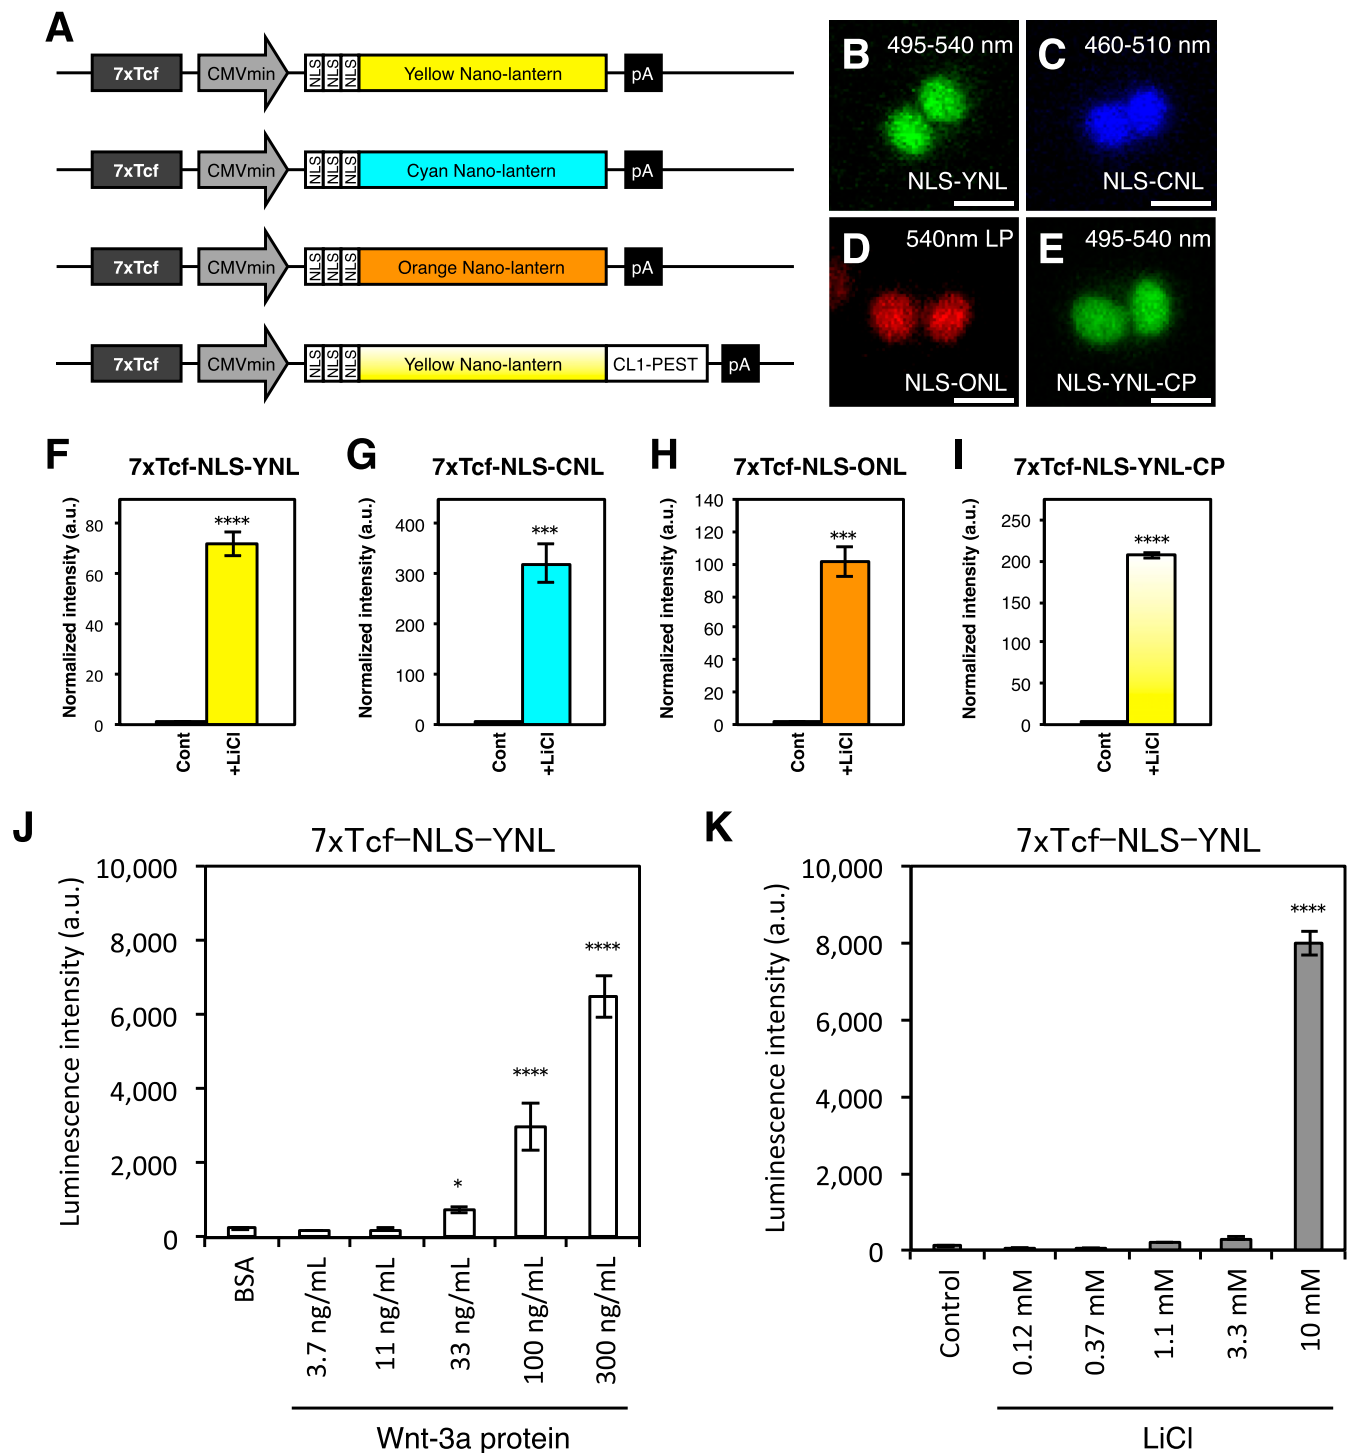 A
7xTcf CMVmin NLS NLS NLS Yellow Nano-lantern pA
7xTcf CMVmin NLS NLS NLS Cyan Nano-lantern pA
7xTcf CMVmin NLS NLS NLS Orange Nano-lantern pA
7xTcf CMVmin NLS NLS NLS Yellow Nano-lantern CL1-PEST pA
B 495-540 nm
NLS-YNL
C 460-510 nm
NLS-CNL
D 540nm LP
NLS-ONL
E 495-540 nm
NLS-YNL-CP
F 7xTcf-NLS-YNL
Normalized intensity (a.u.)
80
60
40
20
0
****
Cont
+LiCl
G 7xTcf-NLS-CNL
Normalized intensity (a.u.)
400
300
200
100
0
***
Cont
+LiCl
H 7xTcf-NLS-ONL
Normalized intensity (a.u.)
140
120
100
80
60
40
20
0
***
Cont
+LiCl
I 7xTcf-NLS-YNL-CP
Normalized intensity (a.u.)
250
200
150
100
50
0
****
Cont
+LiCl
J
7xTcf–NLS–YNL
Luminescence intensity (a.u.)
10,000
8,000
6,000
4,000
2,000
0
*
****
****
BSA
3.7 ng/mL
11 ng/mL
33 ng/mL
100 ng/mL
300 ng/mL
Wnt-3a protein
K
7xTcf–NLS–YNL
Luminescence intensity (a.u.)
10,000
8,000
6,000
4,000
2,000
0
****
Control
0.12 mM
0.37 mM
1.1 mM
3.3 mM
10 mM
LiCl